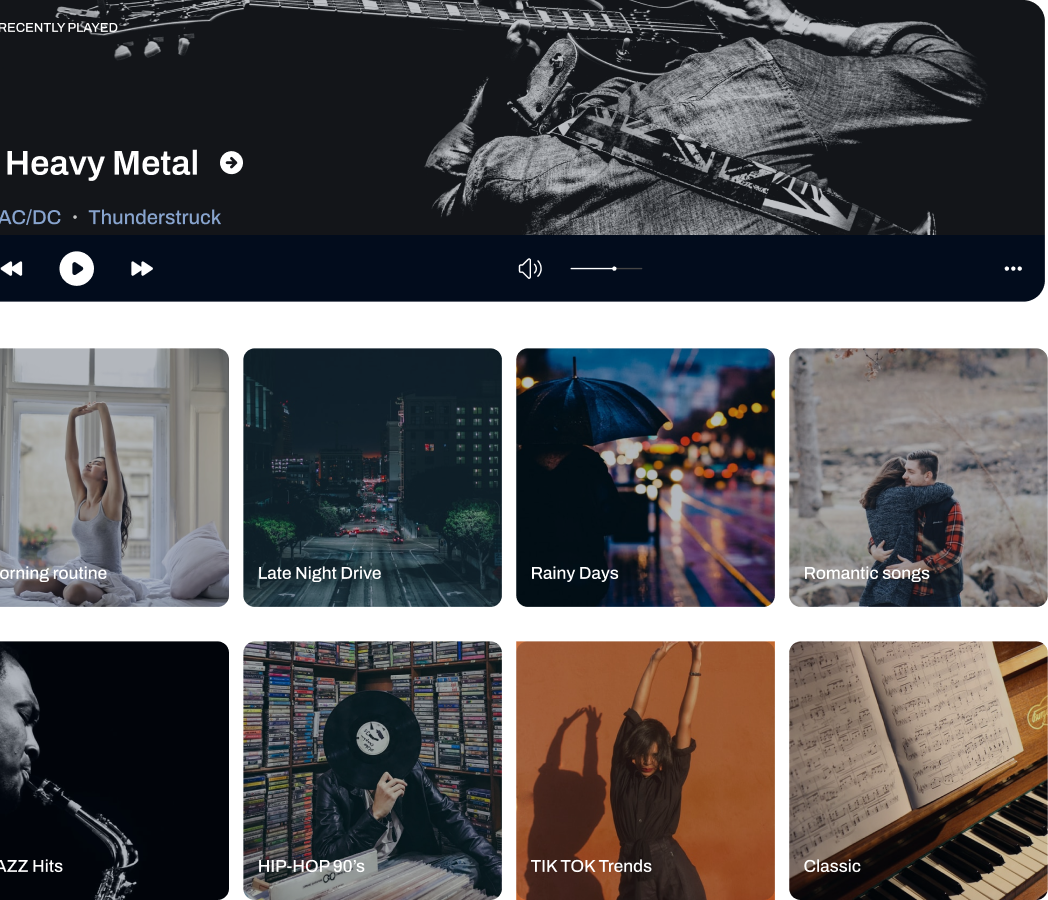 RECENTLY PLAYED
Heavy Metal
AC/DC • Thunderstruck
orning routine
Late Night Drive
Rainy Days
Romantic songs
AZZ Hits
HIP-HOP 90's
TIK TOK Trends
Classic